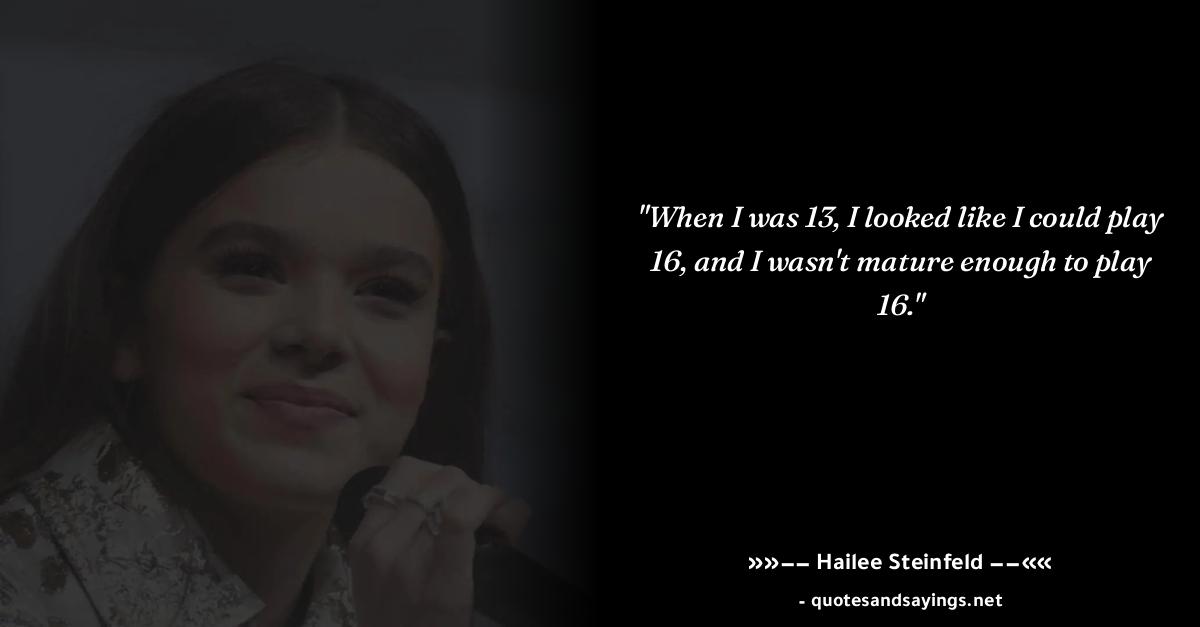 "When I was 13, I looked like I could play
16, and I wasn't mature enough to play
16."
»»–– Hailee Steinfeld ––««
- quotesandsayings.net